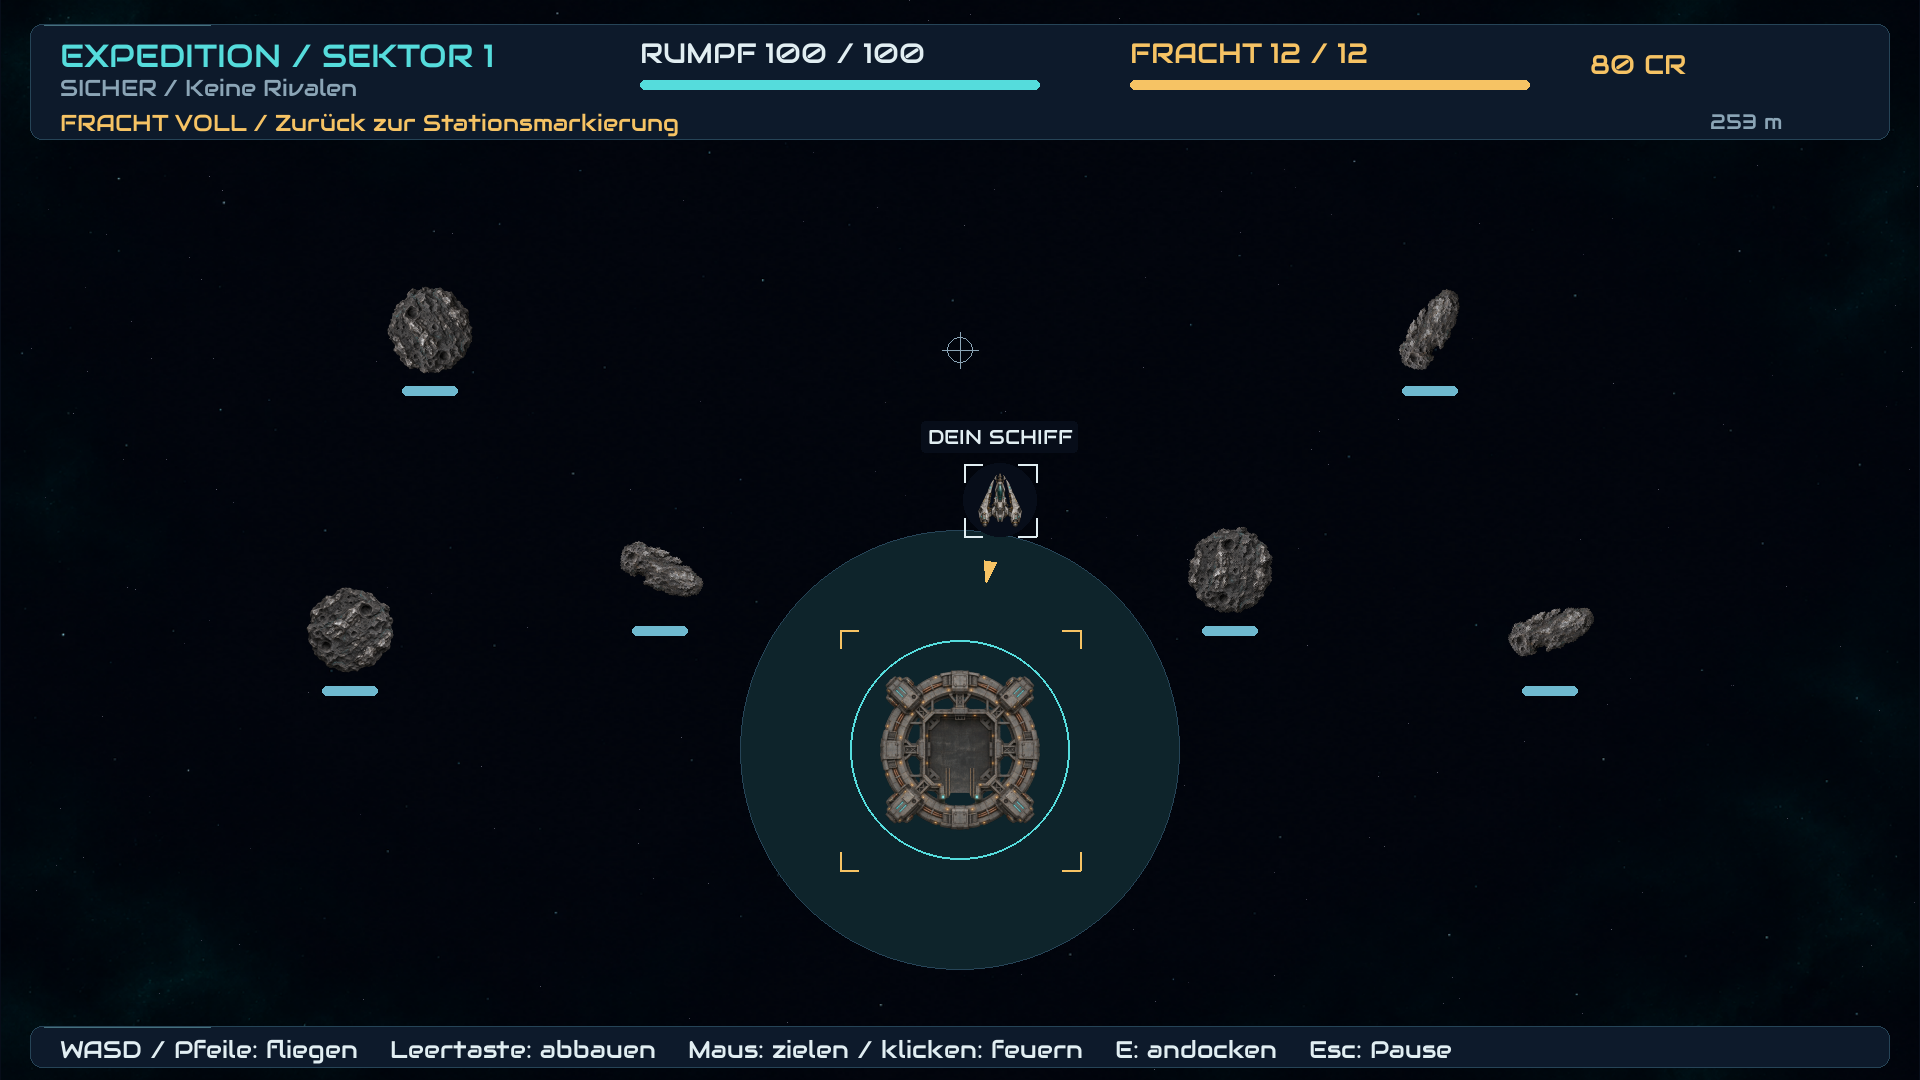 EXPEDITION / SEKTOR 1
SICHER / Keine Rivalen
FRACHT VOLL / Zurück zur Stationsmarkierung
RUMPF 100 / 100
FRACHT 12 / 12
80 CR
253 m
DEIN SCHIFF
WASD / Pfeile: fliegen Leertaste: abbauen Maus: zielen / klicken: feuern E: andocken Esc: Pause